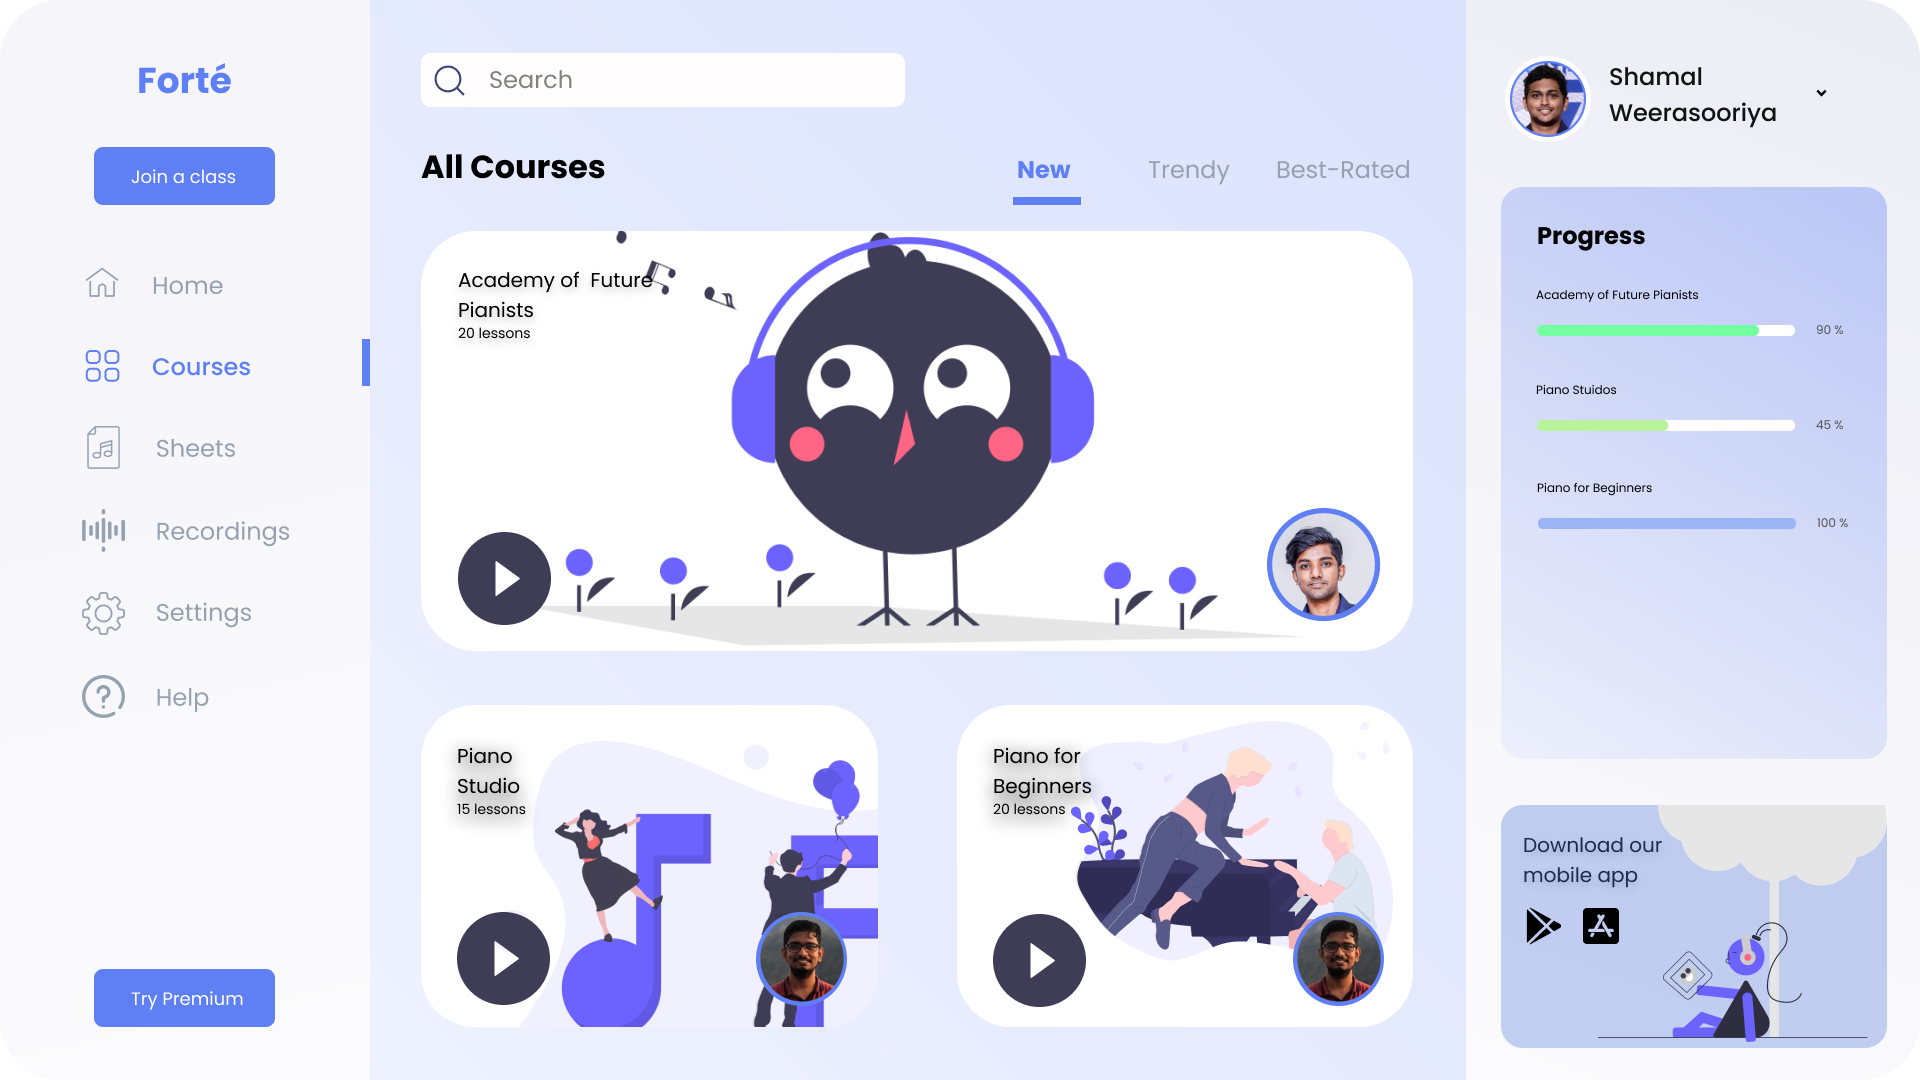 Forté
Join a class
Home
Courses
Sheets
Recordings
Settings
Help
Try Premium
Search
All Courses
New
Trendy
Best-Rated
Academy of Future
Pianists
20 lessons
Piano
Studio
15 lessons
Piano for
Beginners
20 lessons
Shamal
Weerasooriya
Progress
Academy of Future Pianists
90 %
Piano Stuidos
45 %
Piano for Beginners
100 %
Download our
mobile app